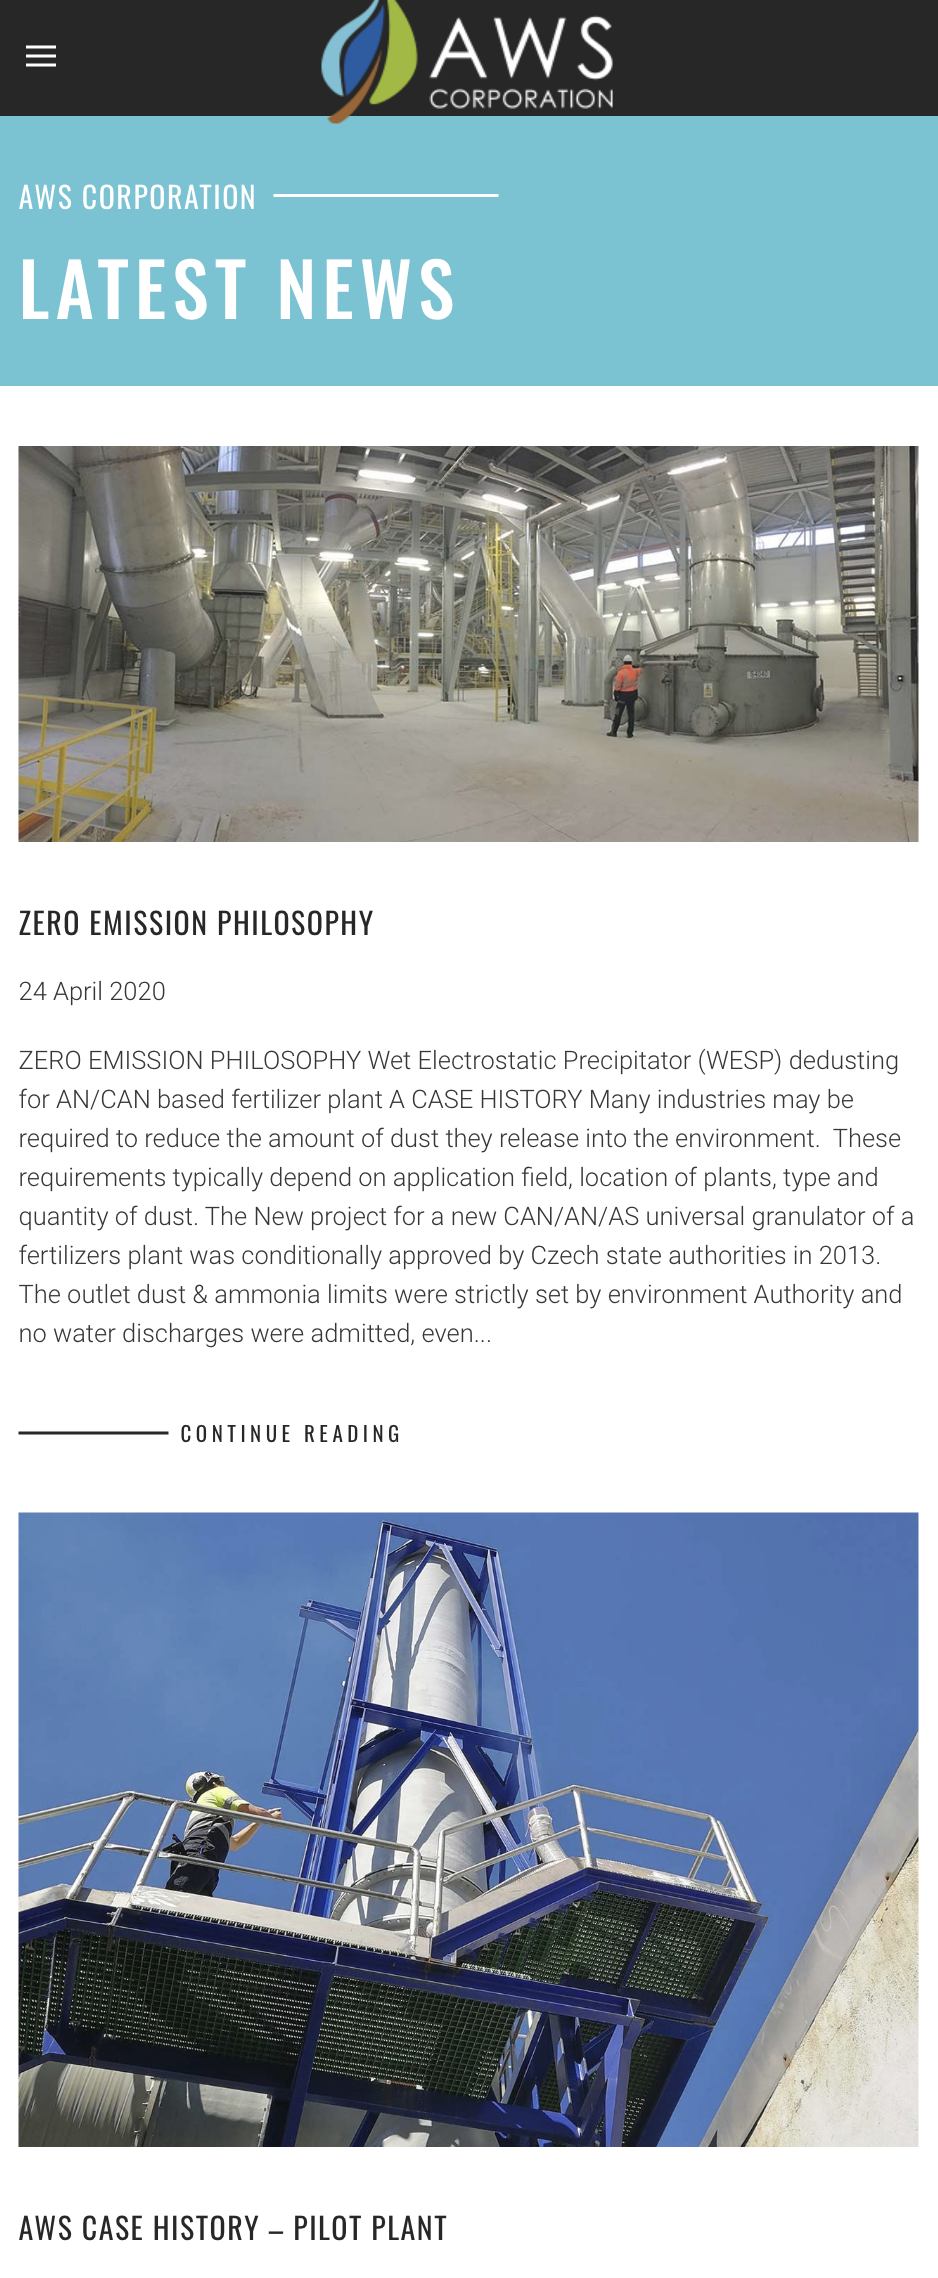 AWS
CORPORATION
AWS CORPORATION
LATEST NEWS
ZERO EMISSION PHILOSOPHY
24 April 2020
ZERO EMISSION PHILOSOPHY Wet Electrostatic Precipitator (WESP) dedusting
for AN/CAN based fertilizer plant A CASE HISTORY Many industries may be
required to reduce the amount of dust they release into the environment.  These
requirements typically depend on application field, location of plants, type and
quantity of dust. The New project for a new CAN/AN/AS universal granulator of a
fertilizers plant was conditionally approved by Czech state authorities in 2013.
The outlet dust & ammonia limits were strictly set by environment Authority and
no water discharges were admitted, even...
CONTINUE READING
AWS CASE HISTORY – PILOT PLANT